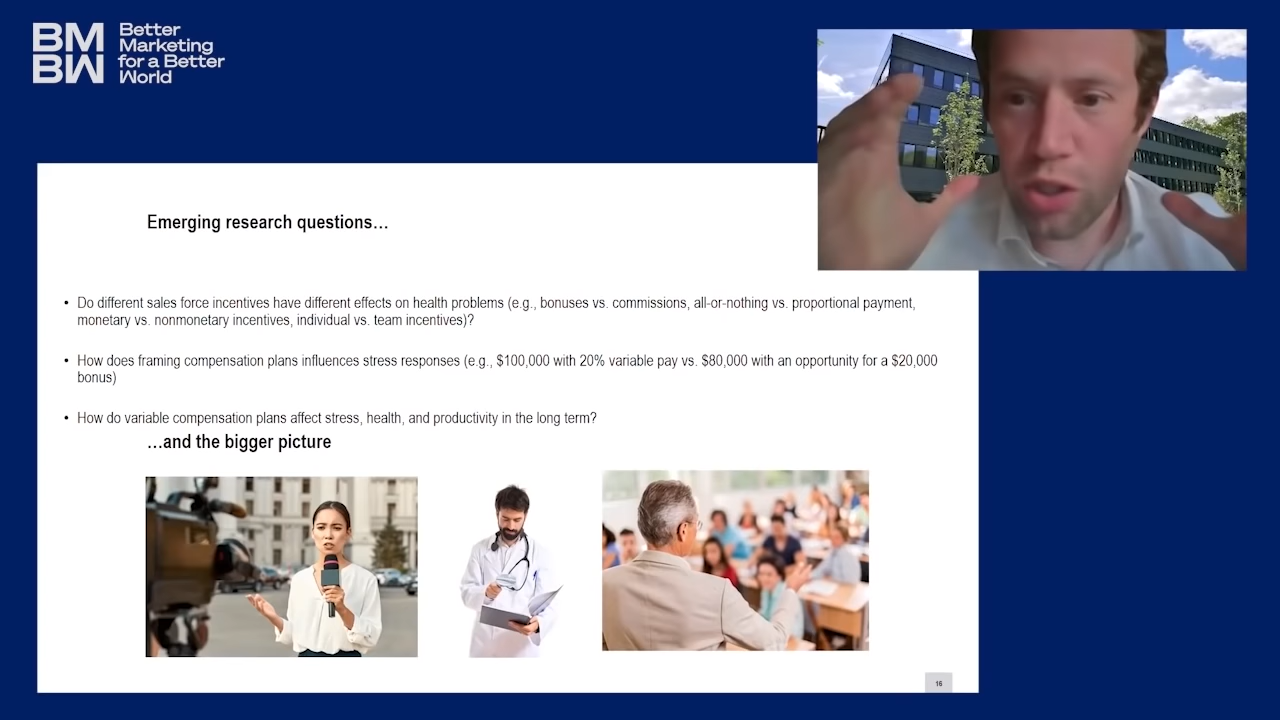 BM
BW
Better
Marketing
for a Better
World
Emerging research questions…
• Do different sales force incentives have different effects on health problems (e.g., bonuses vs. commissions, all-or-nothing vs. proportional payment,
monetary vs. nonmonetary incentives, individual vs. team incentives)?
• How does framing compensation plans influences stress responses (e.g., $100,000 with 20% variable pay vs. $80,000 with an opportunity for a $20,000
bonus)
• How do variable compensation plans affect stress, health, and productivity in the long term?
…and the bigger picture
16